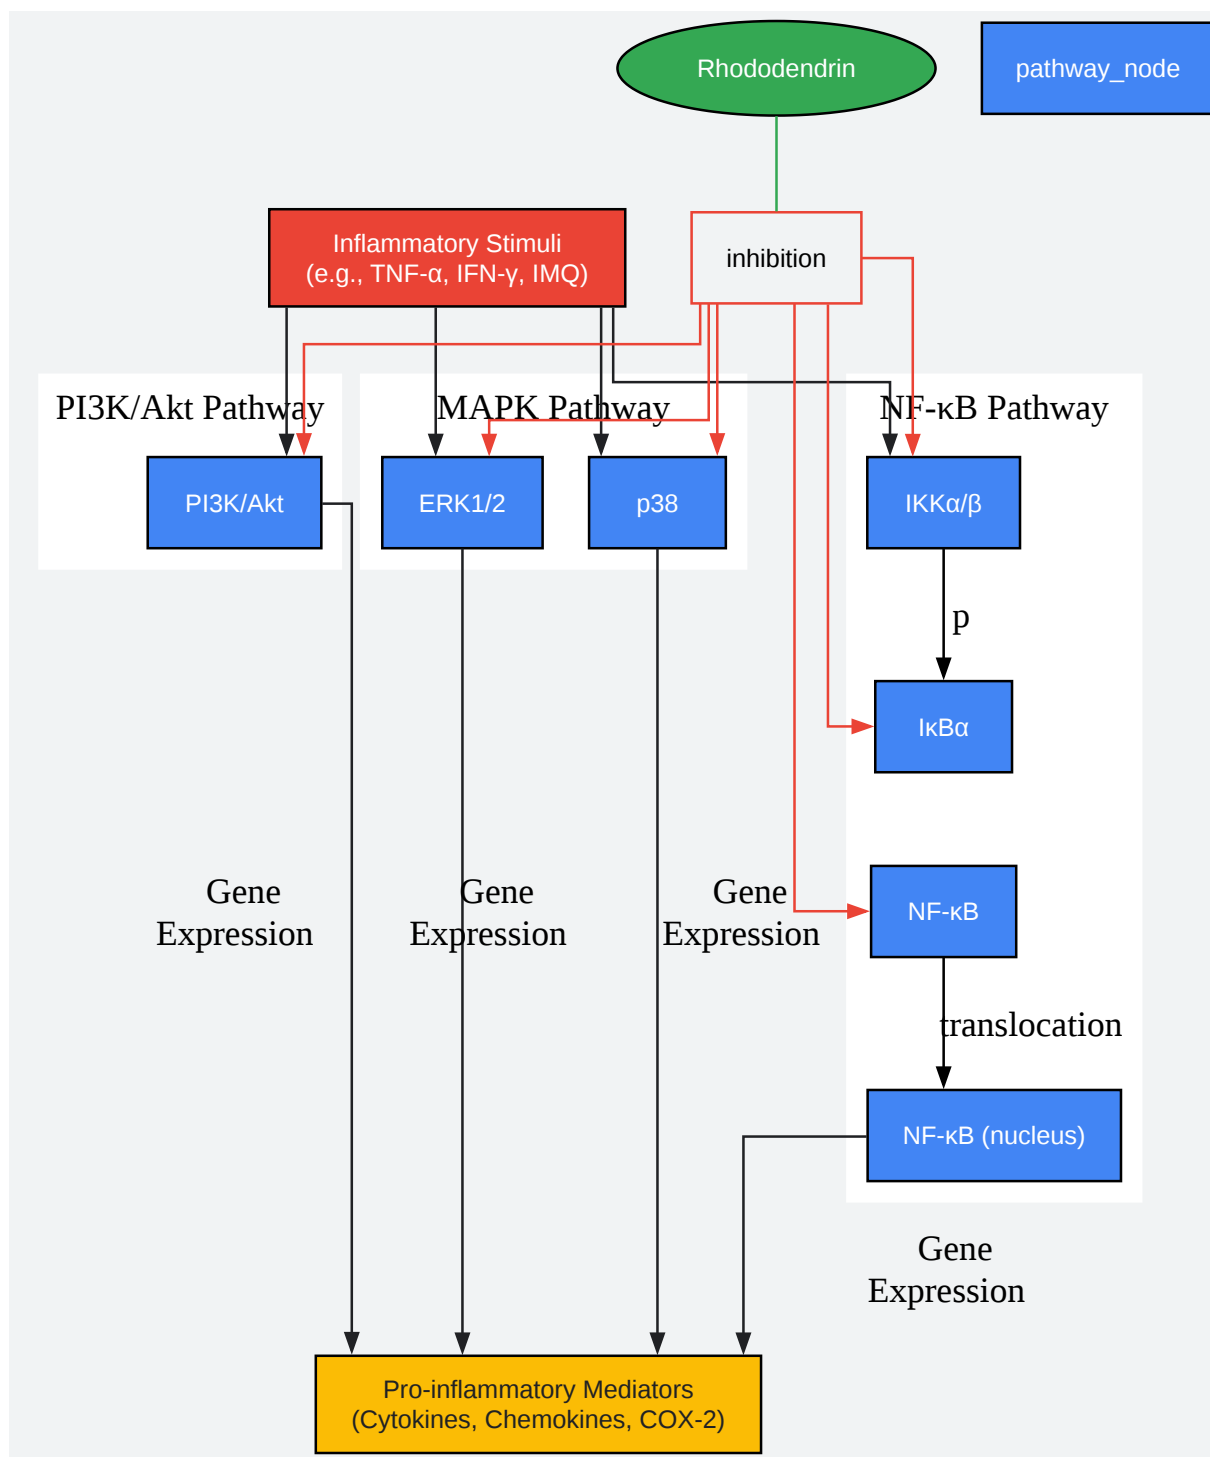 Rhododendrin
pathway_node
Inflammatory Stimuli
(e.g., TNF-α, IFN-γ, IMQ)
inhibition
PI3K/Akt Pathway
MAPK Pathway
NF-κB Pathway
PI3K/Akt
ERK1/2
p38
IKKα/β
p
IκBα
Gene
Expression
Gene
Expression
Gene
Expression
NF-κB
translocation
NF-κB (nucleus)
Gene
Expression
Pro-inflammatory Mediators
(Cytokines, Chemokines, COX-2)